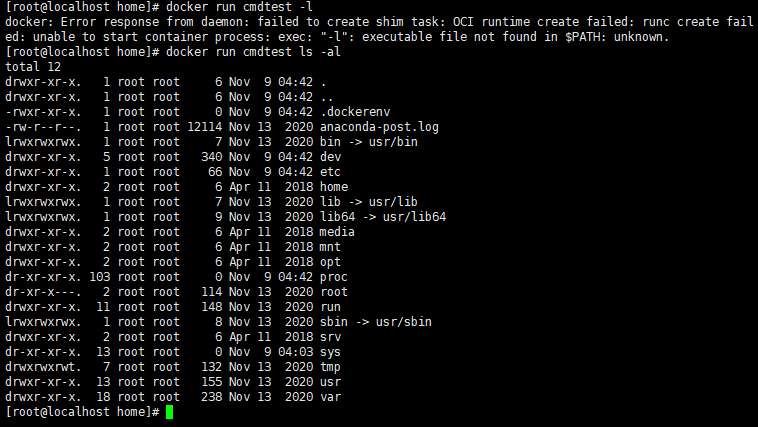 [root@localhost home]# docker run cmdtest -l
docker: Error response from daemon: failed to create shim task: OCI runtime create failed: runc create fail
ed: unable to start container process: exec: "-l": executable file not found in $PATH: unknown.
[root@localhost home]# docker run cmdtest ls -al
total 12
drwxr-xr-x.   1 root root     6 Nov  9 04:42 .
drwxr-xr-x.   1 root root     6 Nov  9 04:42 ..
-rwxr-xr-x.   1 root root     0 Nov  9 04:42 .dockerenv
-rw-r--r--.   1 root root 12114 Nov 13  2020 anaconda-post.log
lrwxrwxrwx.   1 root root     7 Nov 13  2020 bin -> usr/bin
drwxr-xr-x.   5 root root   340 Nov  9 04:42 dev
drwxr-xr-x.   1 root root    66 Nov  9 04:42 etc
drwxr-xr-x.   2 root root     6 Apr 11  2018 home
lrwxrwxrwx.   1 root root     7 Nov 13  2020 lib -> usr/lib
lrwxrwxrwx.   1 root root     9 Nov 13  2020 lib64 -> usr/lib64
drwxr-xr-x.   2 root root     6 Apr 11  2018 media
drwxr-xr-x.   2 root root     6 Apr 11  2018 mnt
drwxr-xr-x.   2 root root     6 Apr 11  2018 opt
dr-xr-xr-x. 103 root root     0 Nov  9 04:42 proc
dr-xr-x---.   2 root root   114 Nov 13  2020 root
drwxr-xr-x.  11 root root   148 Nov 13  2020 run
lrwxrwxrwx.   1 root root     8 Nov 13  2020 sbin -> usr/sbin
drwxr-xr-x.   2 root root     6 Apr 11  2018 srv
dr-xr-xr-x.  13 root root     0 Nov  9 04:03 sys
drwxrwxrwt.   7 root root   132 Nov 13  2020 tmp
drwxr-xr-x.  13 root root   155 Nov 13  2020 usr
drwxr-xr-x.  18 root root   238 Nov 13  2020 var
[root@localhost home]#